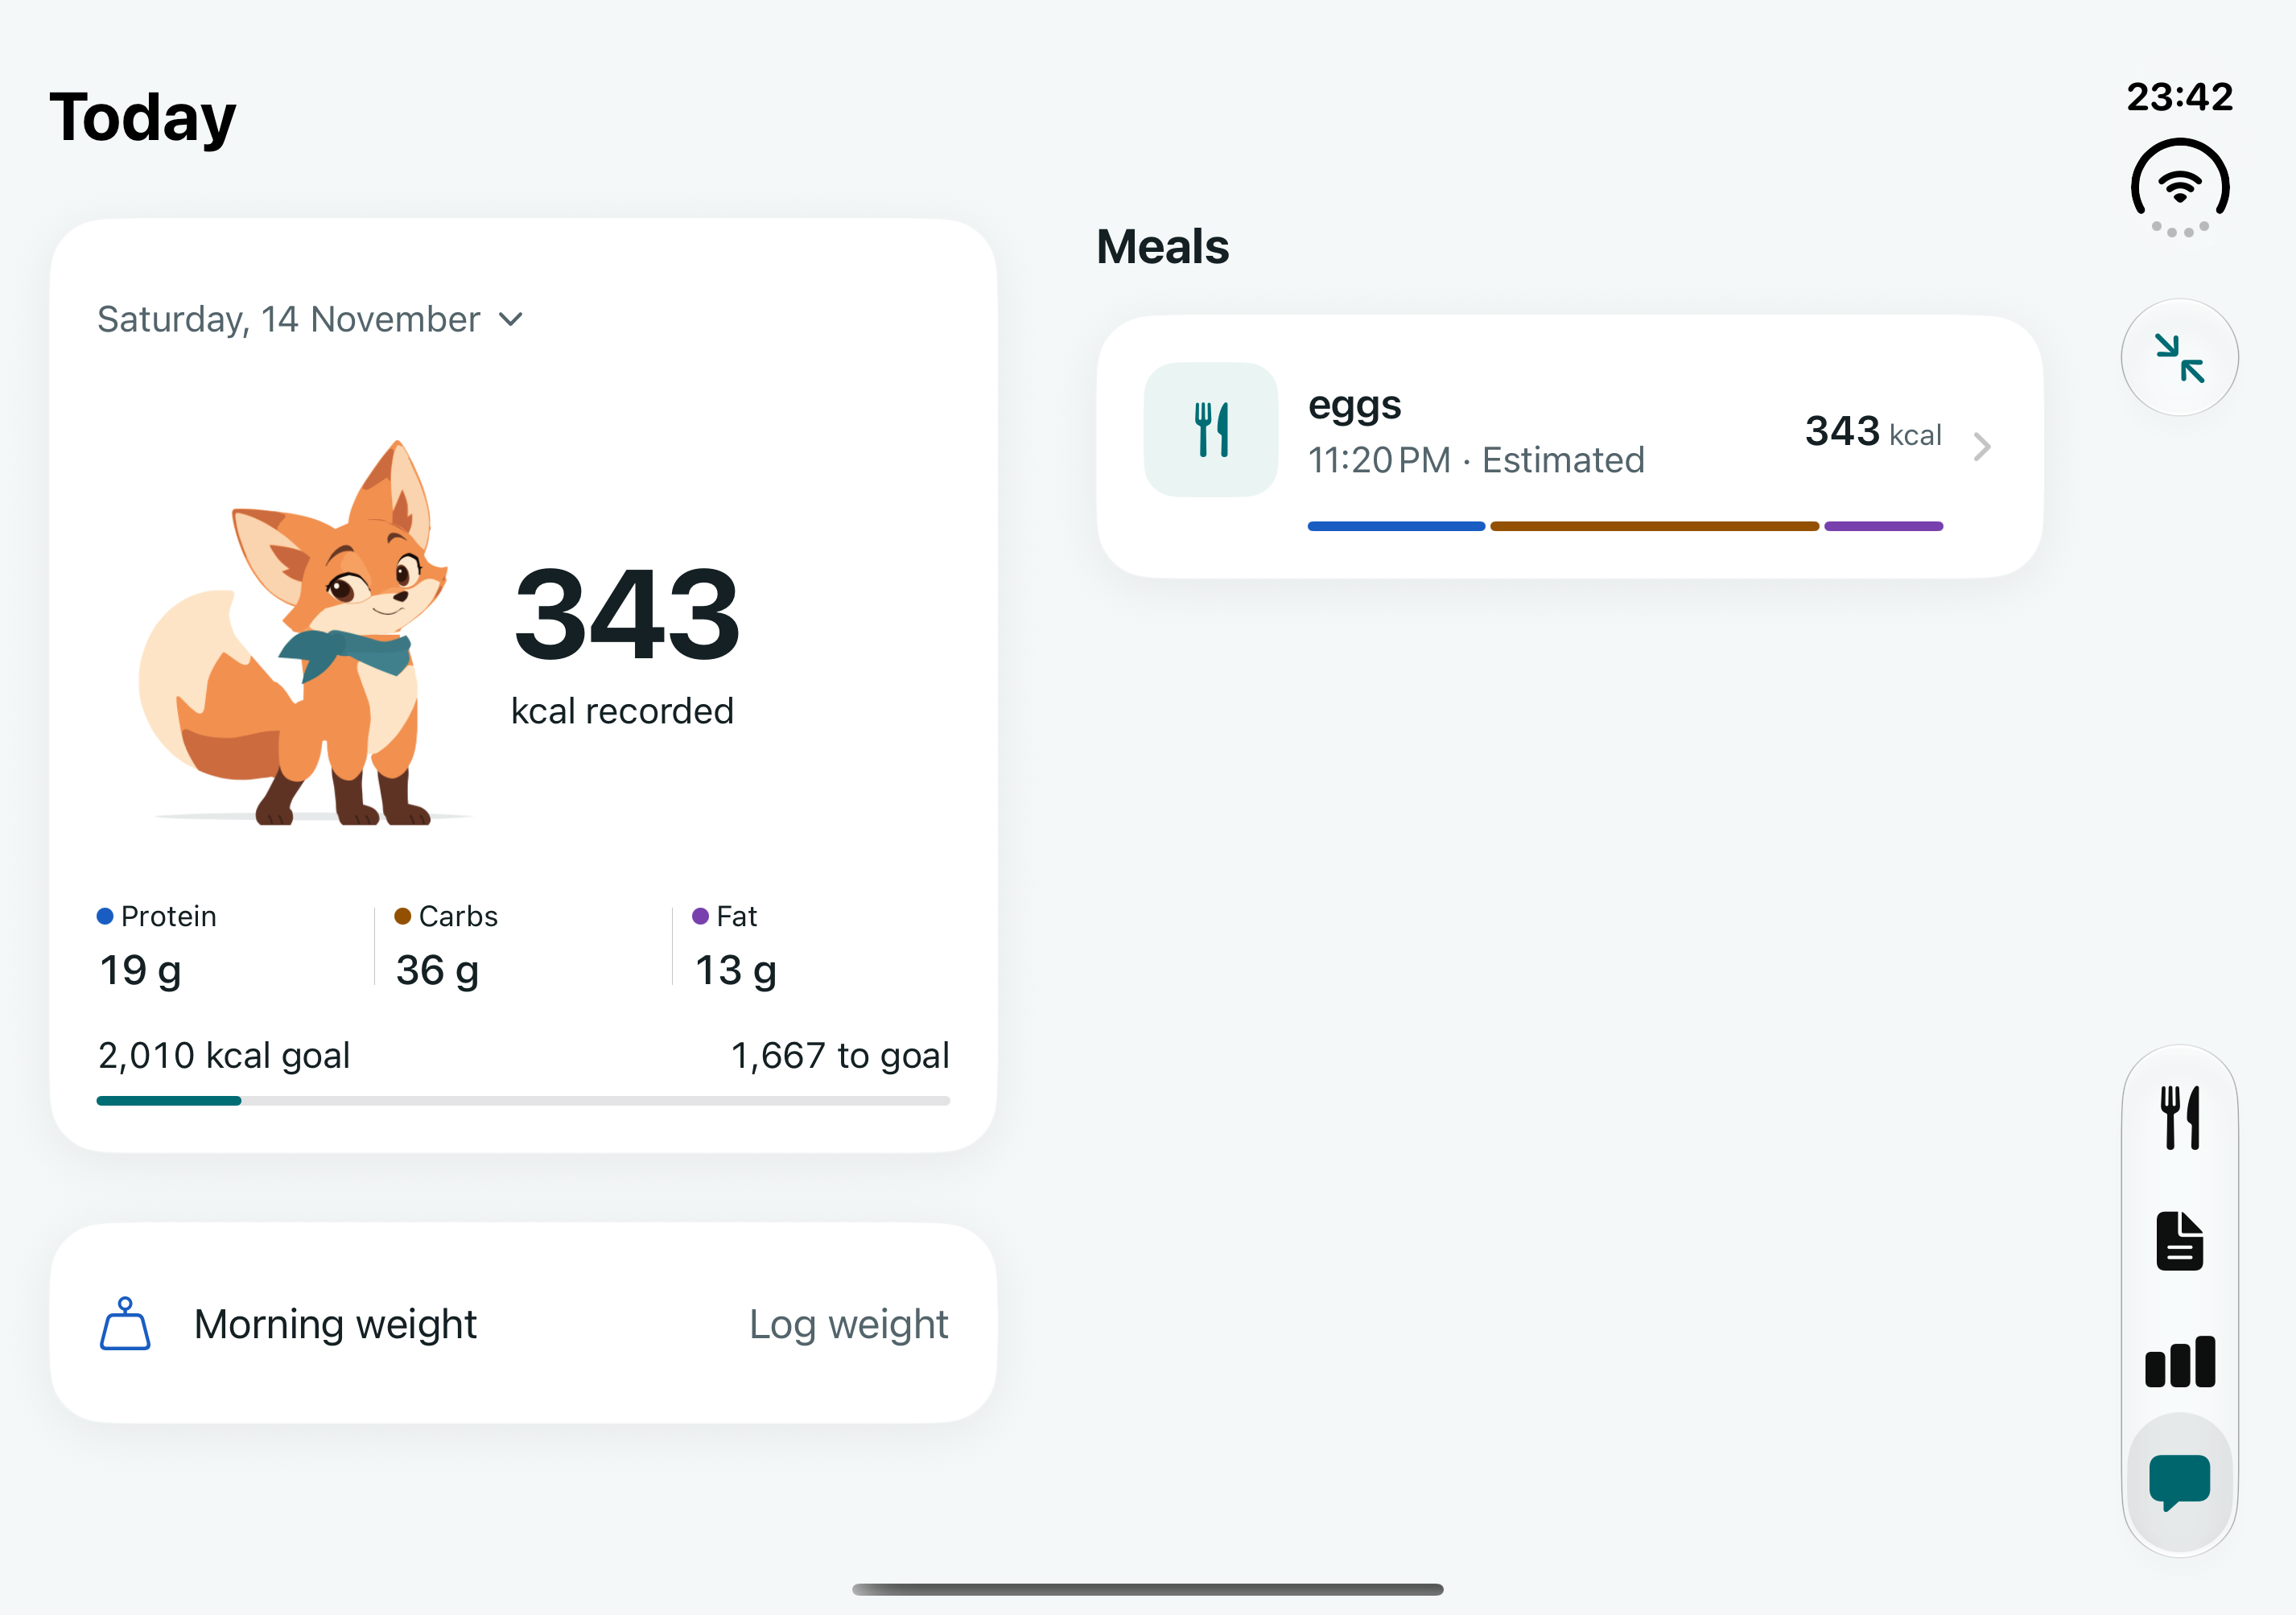 Today
23:42
Saturday, 14 November
343
kcal recorded
Protein
19 g
Carbs
36 g
Fat
13 g
2,010 kcal goal
1,667 to goal
Morning weight
Log weight
Meals
eggs
11:20 PM · Estimated
343 kcal